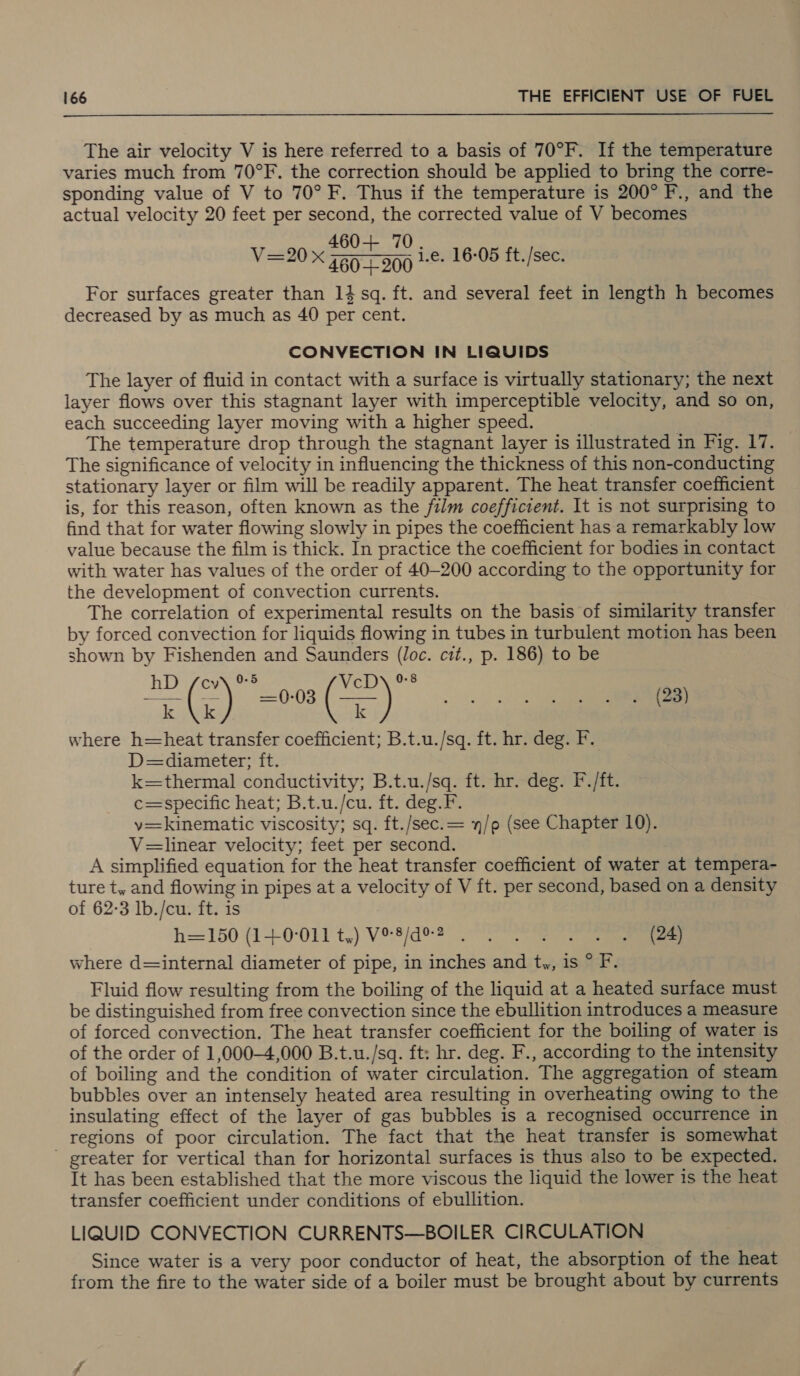 166 THE EFFICIENT USE OF FUEL
The air velocity V is here referred to a basis of 70°F. If the temperature
varies much from 70°F. the correction should be applied to bring the corre-
sponding value of V to 70° F. Thus if the temperature is 200° F., and the
actual velocity 20 feet per second, the corrected value of V becomes
V=20 × (460+ 70)/(460+200) i.e. 16·05 ft./sec.
For surfaces greater than 1½ sq. ft. and several feet in length h becomes
decreased by as much as 40 per cent.
CONVECTION IN LIQUIDS
The layer of fluid in contact with a surface is virtually stationary; the next
layer flows over this stagnant layer with imperceptible velocity, and so on,
each succeeding layer moving with a higher speed.
The temperature drop through the stagnant layer is illustrated in Fig. 17.
The significance of velocity in influencing the thickness of this non-conducting
stationary layer or film will be readily apparent. The heat transfer coefficient
is, for this reason, often known as the film coefficient. It is not surprising to
find that for water flowing slowly in pipes the coefficient has a remarkably low
value because the film is thick. In practice the coefficient for bodies in contact
with water has values of the order of 40–200 according to the opportunity for
the development of convection currents.
The correlation of experimental results on the basis of similarity transfer
by forced convection for liquids flowing in tubes in turbulent motion has been
shown by Fishenden and Saunders (loc. cit., p. 186) to be
hD/k (cv/k)^0·5 =0·03 (VcD/k)^0·8 . . . . . . . . (23)
where h=heat transfer coefficient; B.t.u./sq. ft. hr. deg. F.
D=diameter; ft.
k=thermal conductivity; B.t.u./sq. ft. hr. deg. F./ft.
c=specific heat; B.t.u./cu. ft. deg.F.
ν=kinematic viscosity; sq. ft./sec.= η/ρ (see Chapter 10).
V=linear velocity; feet per second.
A simplified equation for the heat transfer coefficient of water at tempera-
ture t_w and flowing in pipes at a velocity of V ft. per second, based on a density
of 62·3 lb./cu. ft. is
h=150 (1+0·011 t_w) V^0·8/d^0·2 . . . . . . . . (24)
where d=internal diameter of pipe, in inches and t_w, is ° F.
Fluid flow resulting from the boiling of the liquid at a heated surface must
be distinguished from free convection since the ebullition introduces a measure
of forced convection. The heat transfer coefficient for the boiling of water is
of the order of 1,000–4,000 B.t.u./sq. ft: hr. deg. F., according to the intensity
of boiling and the condition of water circulation. The aggregation of steam
bubbles over an intensely heated area resulting in overheating owing to the
insulating effect of the layer of gas bubbles is a recognised occurrence in
regions of poor circulation. The fact that the heat transfer is somewhat
greater for vertical than for horizontal surfaces is thus also to be expected.
It has been established that the more viscous the liquid the lower is the heat
transfer coefficient under conditions of ebullition.
LIQUID CONVECTION CURRENTS—BOILER CIRCULATION
Since water is a very poor conductor of heat, the absorption of the heat
from the fire to the water side of a boiler must be brought about by currents